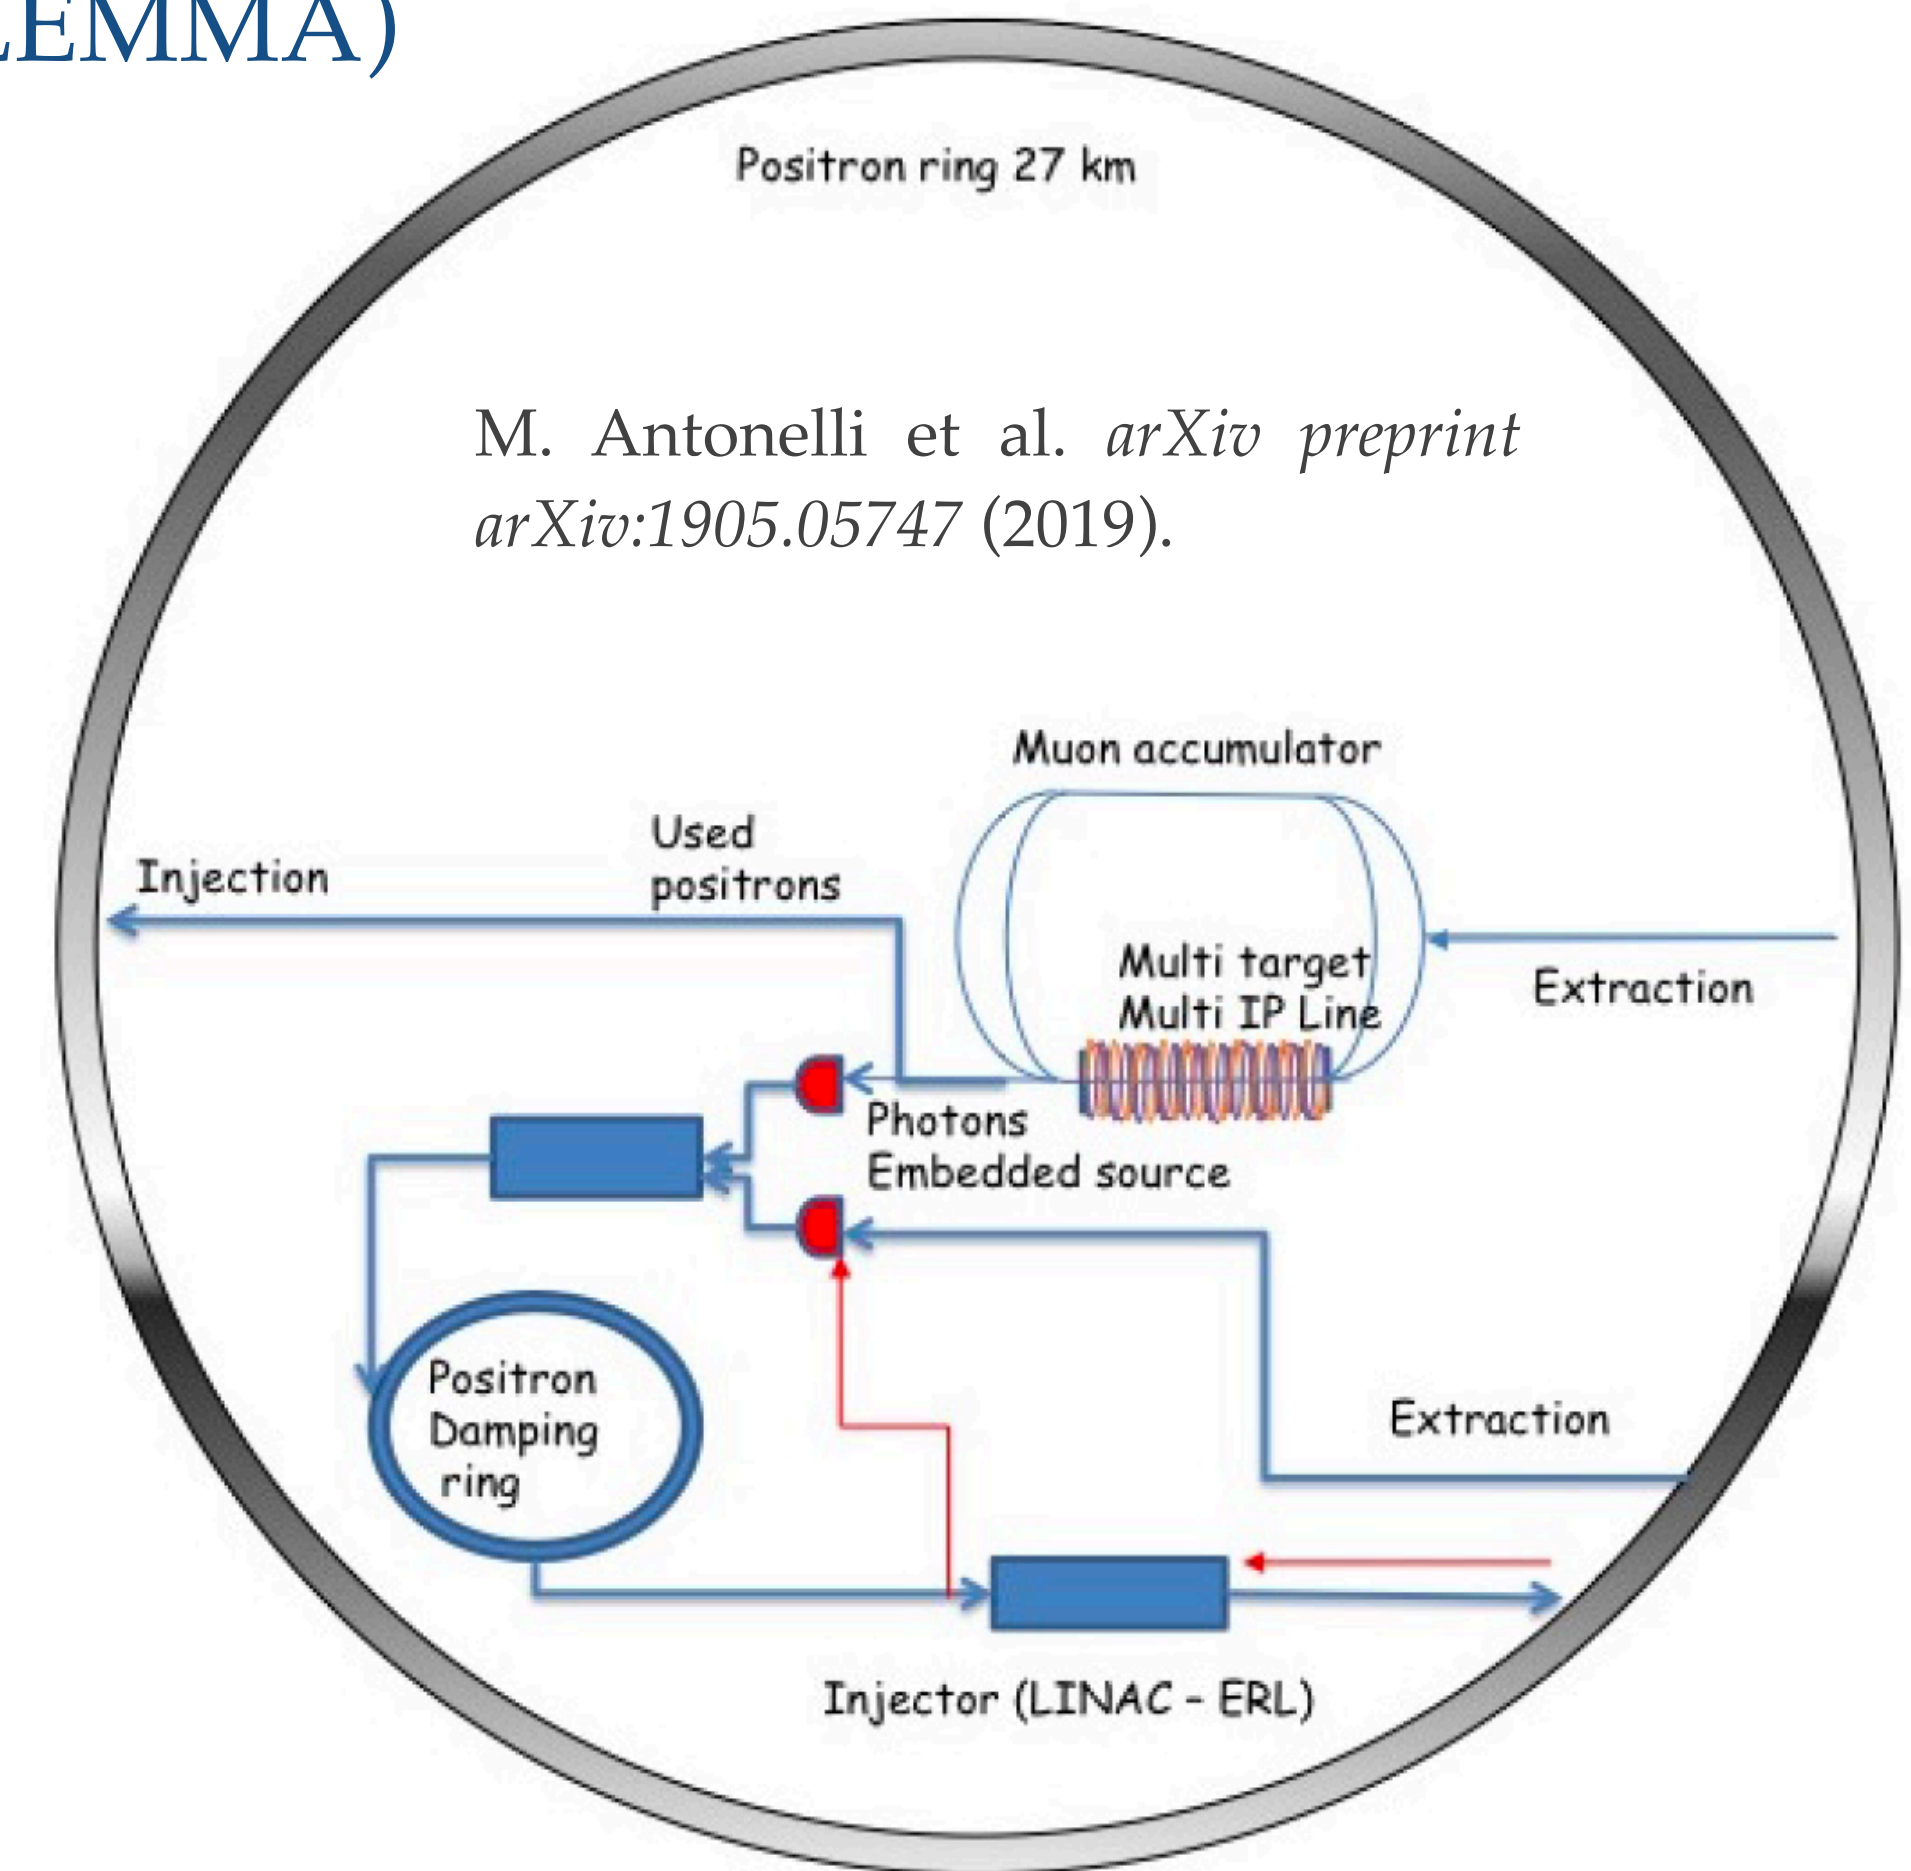 LEMMA)
Positron ring 27 km
M. Antonelli et al. arXiv preprint
arXiv:1905.05747 (2019).
Muon accumulator
Used
positrons
Injection
Multi target
Multi IP Line
Extraction
Photons
Embedded source
Positron
Damping
ring
Extraction
Injector (LINAC – ERL)